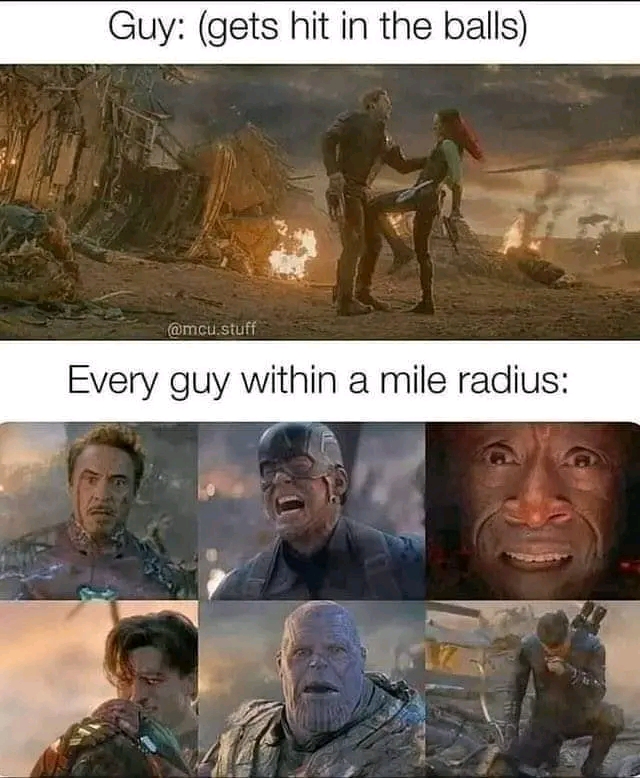 Guy: (gets hit in the balls)
@mcu.stuff
Every guy within a mile radius: